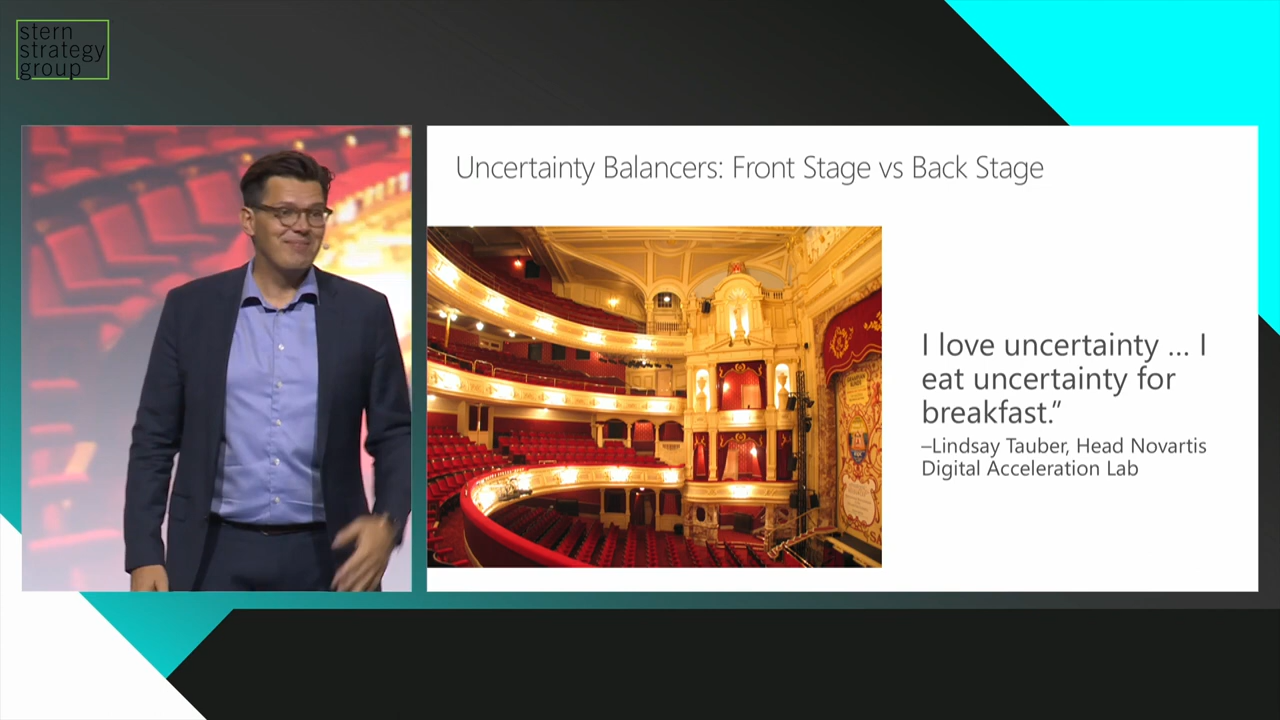 stern
strategy
group
Uncertainty Balancers: Front Stage vs Back Stage
I love uncertainty ... I
eat uncertainty for
breakfast.”
–Lindsay Tauber, Head Novartis
Digital Acceleration Lab